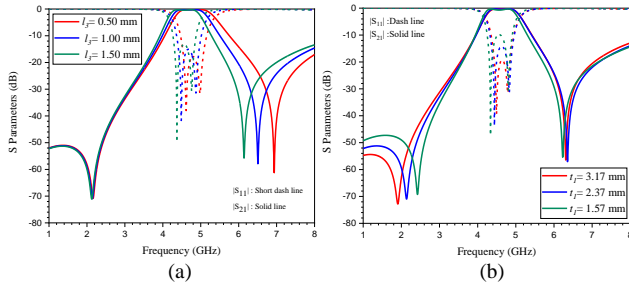 0
-10
-20
-30
-40
-50
-60
-70
-80
S Parameters (dB)
l3= 0.50 mm
l3= 1.00 mm
l3= 1.50 mm
|S11| : Short dash line
|S21| : Solid line
1 2 3 4 5 6 7 8
Frequency (GHz)
(a)
0
-10
-20
-30
-40
-50
-60
-70
-80
S Parameters (dB)
|S11| :Dash line
|S21| :Solid line
t1= 3.17 mm
t1= 2.37 mm
t1= 1.57 mm
1 2 3 4 5 6 7 8
Frequency (GHz)
(b)